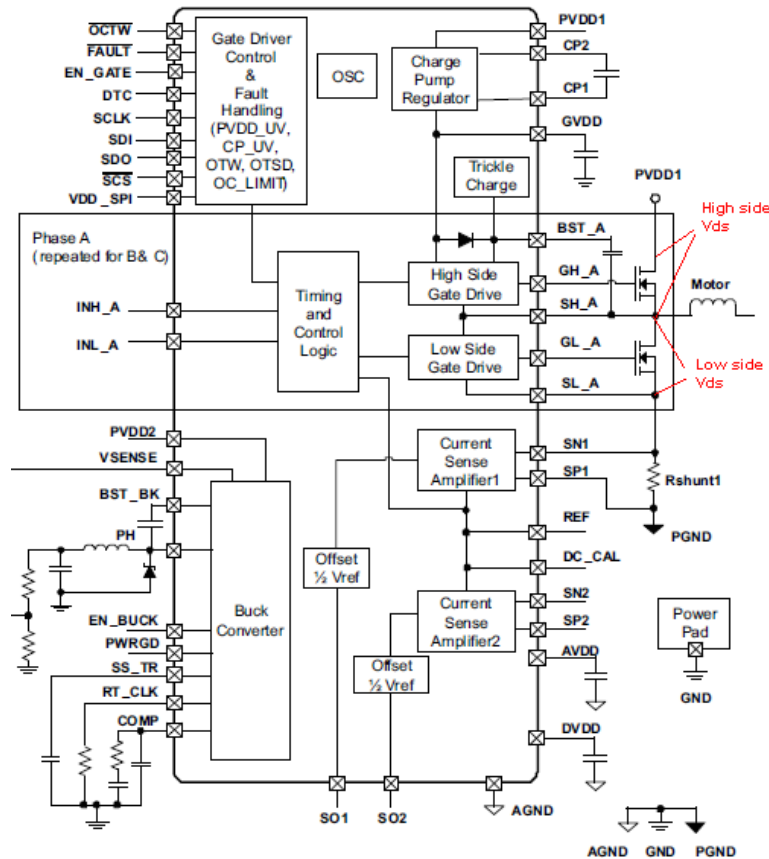 OCTW
FAULT
EN_GATE
DTC
SCLK
SDI
SDO
SCS
VDD_SPI
Gate Driver
Control
&
Fault
Handling
(PVDD_UV,
CP_UV,
OTW, OTSD,
OC_LIMIT)
OSC
Charge
Pump
Regulator
PVDD1
CP2
CP1
GVDD
Trickle
Charge
PVDD1
High side
Vds
Phase A
(repeated for B& C)
BST_A
High Side
Gate Drive
GH_A
Motor
Timing
and
Control
Logic
INH_A
SH_A
INL_A
Low Side
Gate Drive
GL_A
Low side
Vds
SL_A
PVDD2
VSENSE
BST_BK
PH
Current
Sense
Amplifier1
SN1
SP1
Rshunt1
PGND
REF
DC_CAL
Offset
½ Vref
Buck
Converter
EN_BUCK
PWRGD
SS_TR
RT_CLK
COMP
Current
Sense
Amplifier2
SN2
SP2
Offset
½ Vref
AVDD
Power
Pad
GND
DVDD
SO1
SO2
AGND
AGND GND PGND